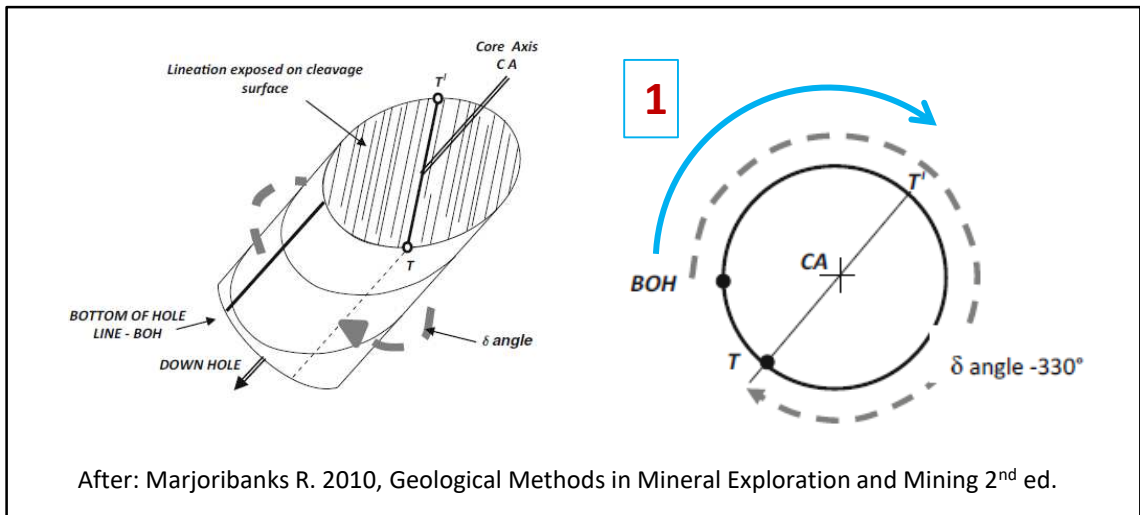 Core Axis
C A
Lineation exposed on cleavage
surface
T'
T
BOTTOM OF HOLE
LINE - BOH
DOWN HOLE
δ angle
1
T'
CA
BOH
T
δ angle -330°
After: Marjoribanks R. 2010, Geological Methods in Mineral Exploration and Mining 2nd ed.